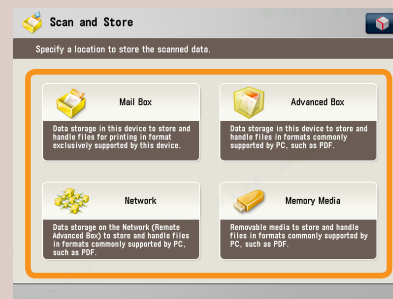 Scan and Store
Specify a location to store the scanned data.
Mail Box
Data storage in this device to store and
handle files for printing in format
exclusively supported by this device.
Advanced Box
Data storage in this device to store and
handle files in formats commonly
supported by PC, such as PDF.
Network
Data storage on the Network (Remote
Advanced Box) to store and handle files
in formats commonly supported by PC,
such as PDF.
Memory Media
Removable media to store and handle
files in formats commonly supported by
PC, such as PDF.